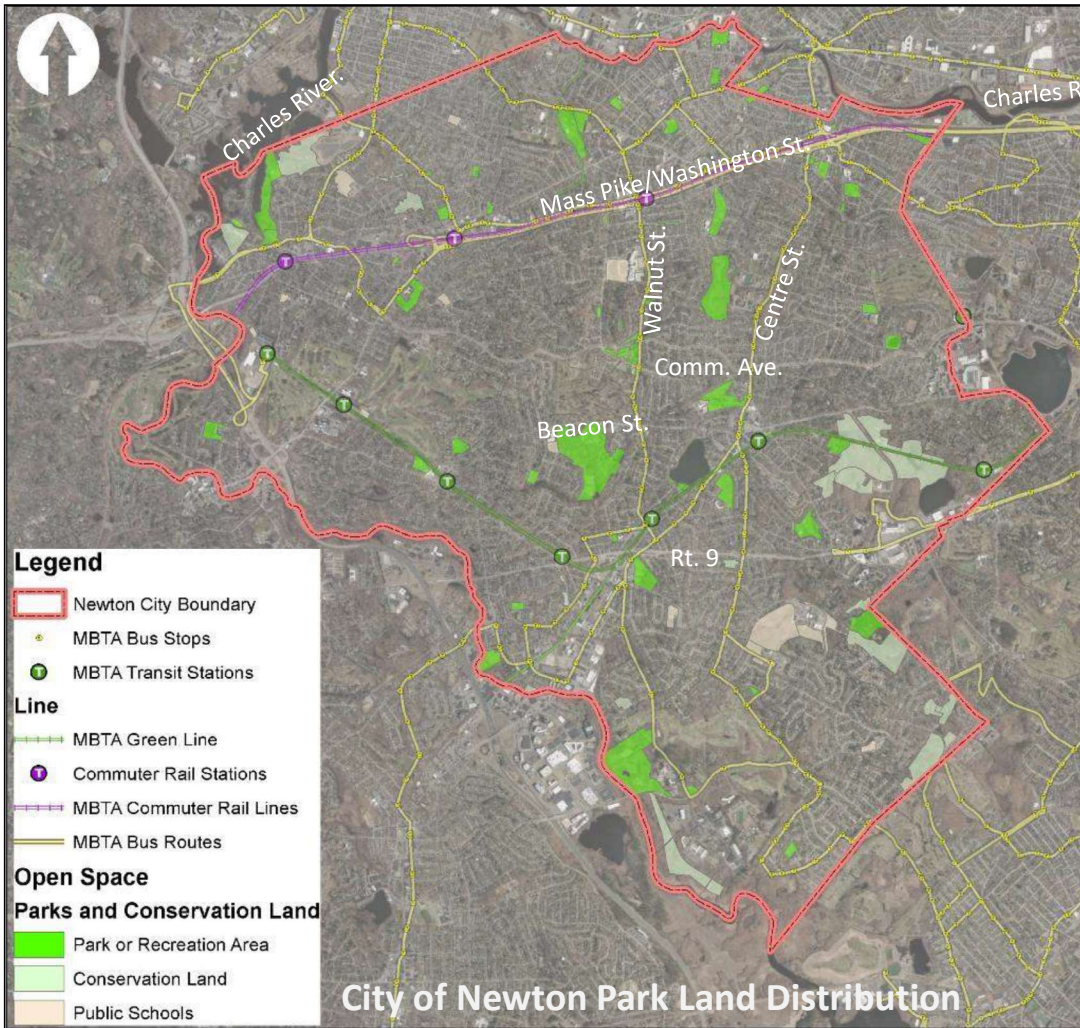 Charles River.
Charles R
Mass Pike/Washington St.
Walnut St.
Centre St.
Comm. Ave.
Beacon St.
Rt. 9
Legend
Newton City Boundary
MBTA Bus Stops
T MBTA Transit Stations
Line
MBTA Green Line
T Commuter Rail Stations
MBTA Commuter Rail Lines
MBTA Bus Routes
Open Space
Parks and Conservation Land
Park or Recreation Area
Conservation Land
Public Schools
City of Newton Park Land Distribution